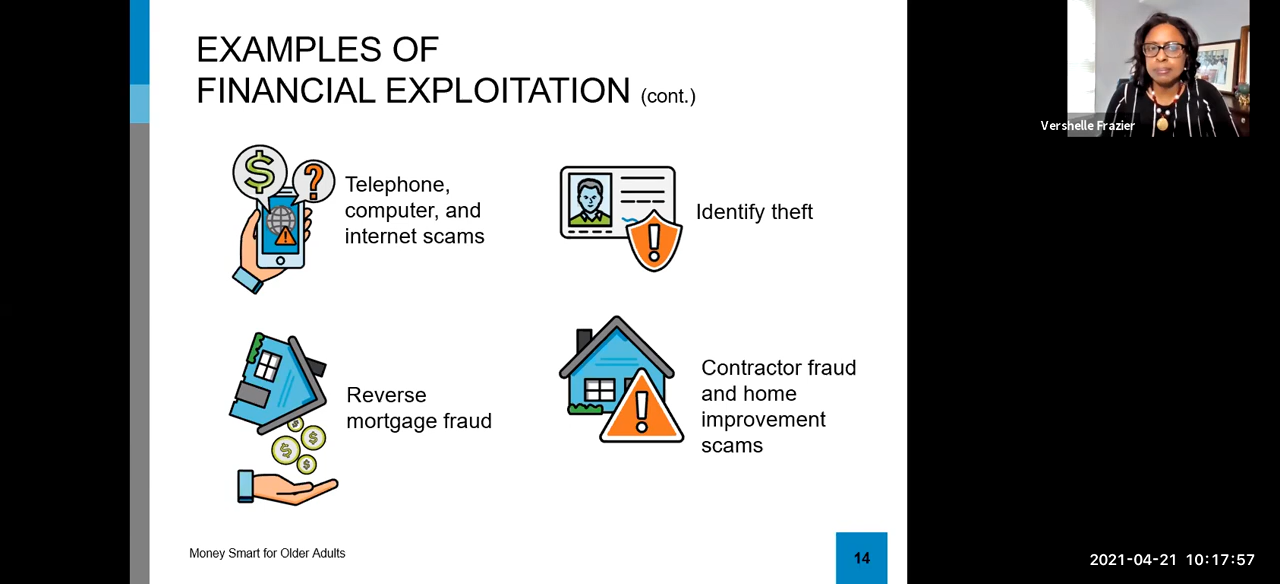 EXAMPLES OF
FINANCIAL EXPLOITATION (cont.)
Telephone,
computer, and
internet scams
Identify theft
Reverse
mortgage fraud
Contractor fraud
and home
improvement
scams
Money Smart for Older Adults
14
Vershelle Frazier
2021-04-21 10:17:57